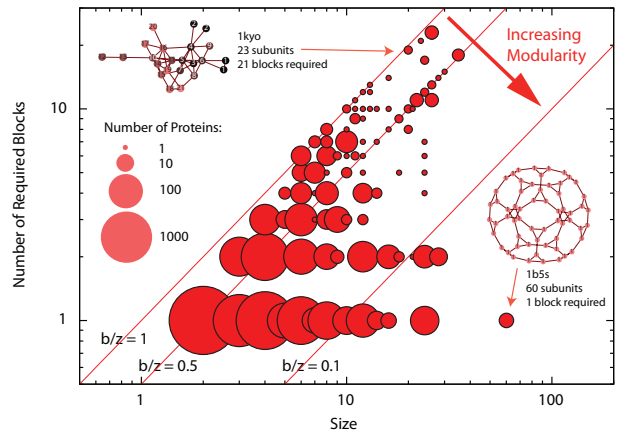 1kyo
23 subunits
21 blocks required
Increasing
Modularity
Number of Required Blocks
10
1
Number of Proteins:
1
10
100
1000
1b5s
60 subunits
1 block required
b/z = 1
b/z = 0.5
b/z = 0.1
1
10
100
Size